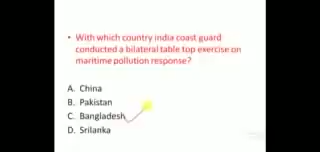 • With which country india coast guard
conducted a bilateral table top exercise on
maritime pollution response?
A. China
B. Pakistan
C. Bangladesh
D. Srilanka